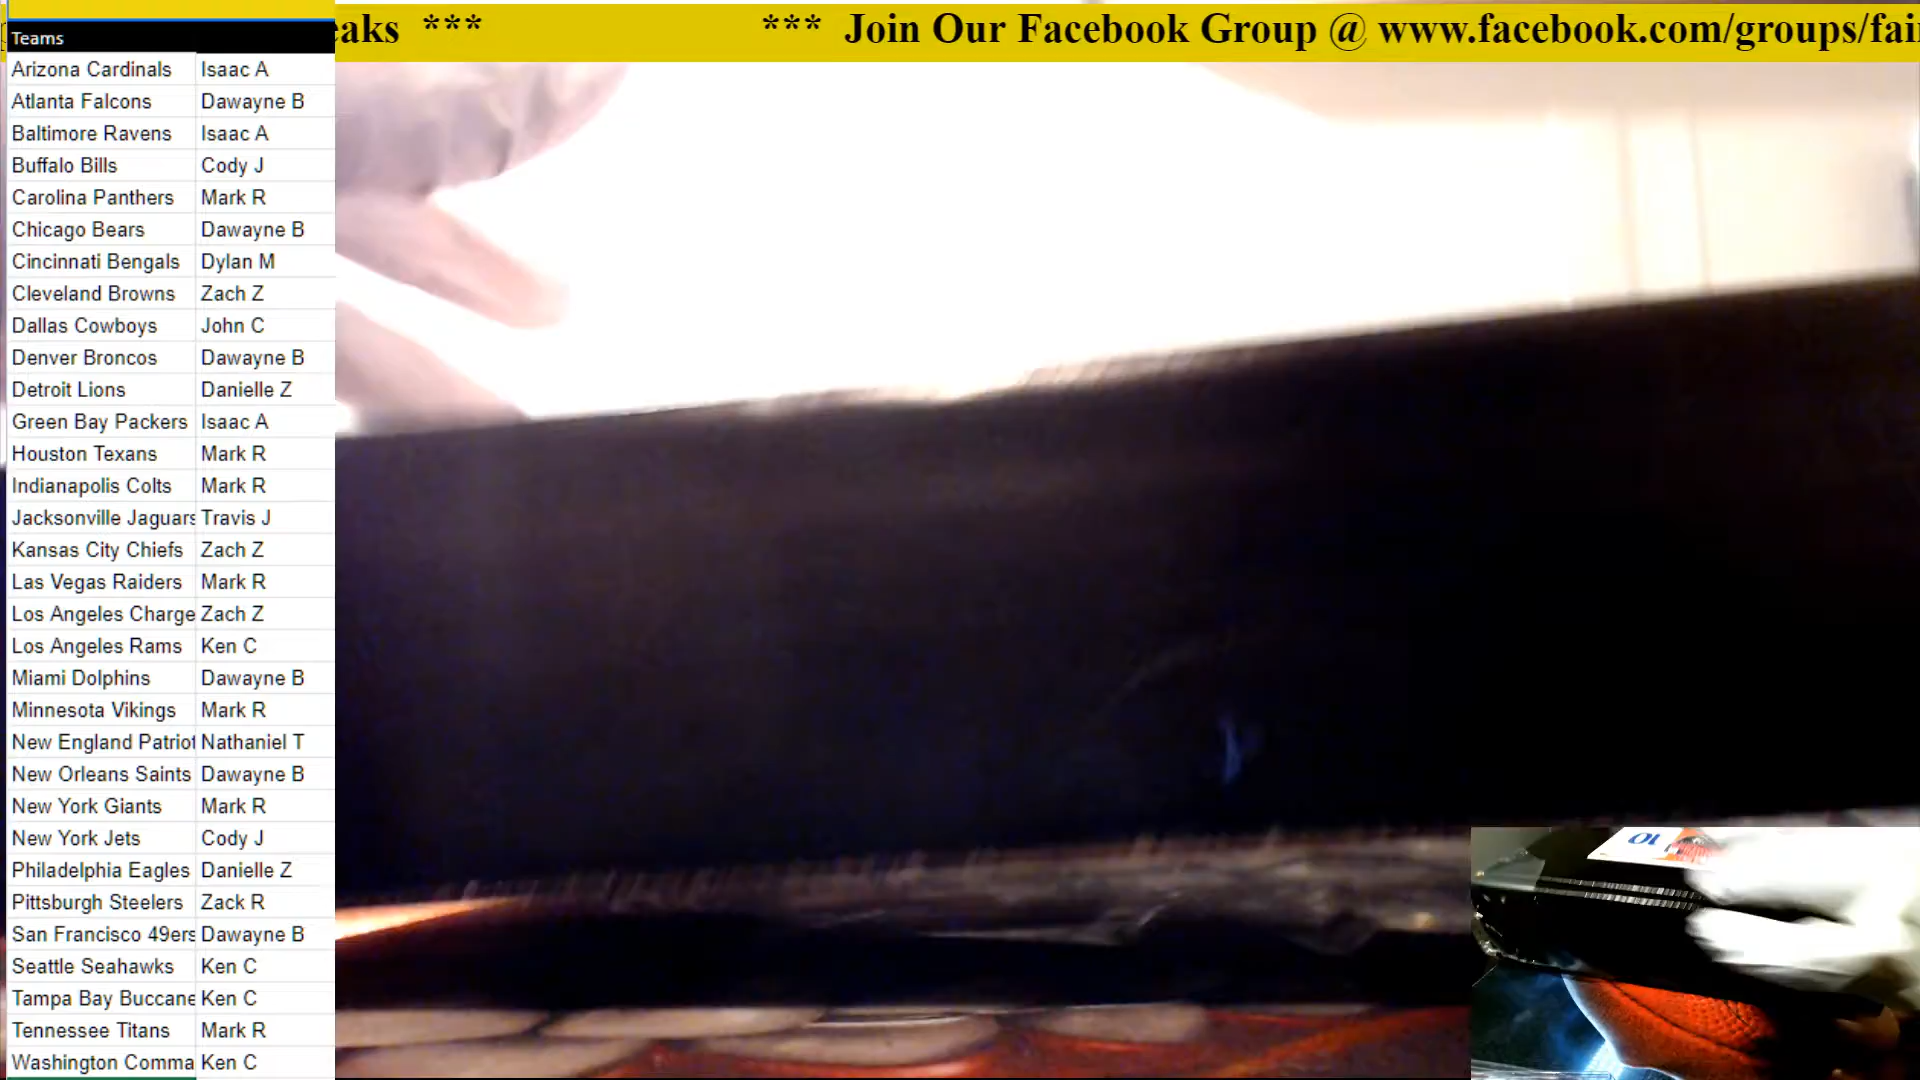 aks *** *** Join Our Facebook Group @ www.facebook.com/groups/fai
Teams
Arizona Cardinals Isaac A
Atlanta Falcons Dawayne B
Baltimore Ravens Isaac A
Buffalo Bills Cody J
Carolina Panthers Mark R
Chicago Bears Dawayne B
Cincinnati Bengals Dylan M
Cleveland Browns Zach Z
Dallas Cowboys John C
Denver Broncos Dawayne B
Detroit Lions Danielle Z
Green Bay Packers Isaac A
Houston Texans Mark R
Indianapolis Colts Mark R
Jacksonville Jaguars Travis J
Kansas City Chiefs Zach Z
Las Vegas Raiders Mark R
Los Angeles Charge Zach Z
Los Angeles Rams Ken C
Miami Dolphins Dawayne B
Minnesota Vikings Mark R
New England Patriot Nathaniel T
New Orleans Saints Dawayne B
New York Giants Mark R
New York Jets Cody J
Philadelphia Eagles Danielle Z
Pittsburgh Steelers Zack R
San Francisco 49ers Dawayne B
Seattle Seahawks Ken C
Tampa Bay Buccane Ken C
Tennessee Titans Mark R
Washington Comma Ken C